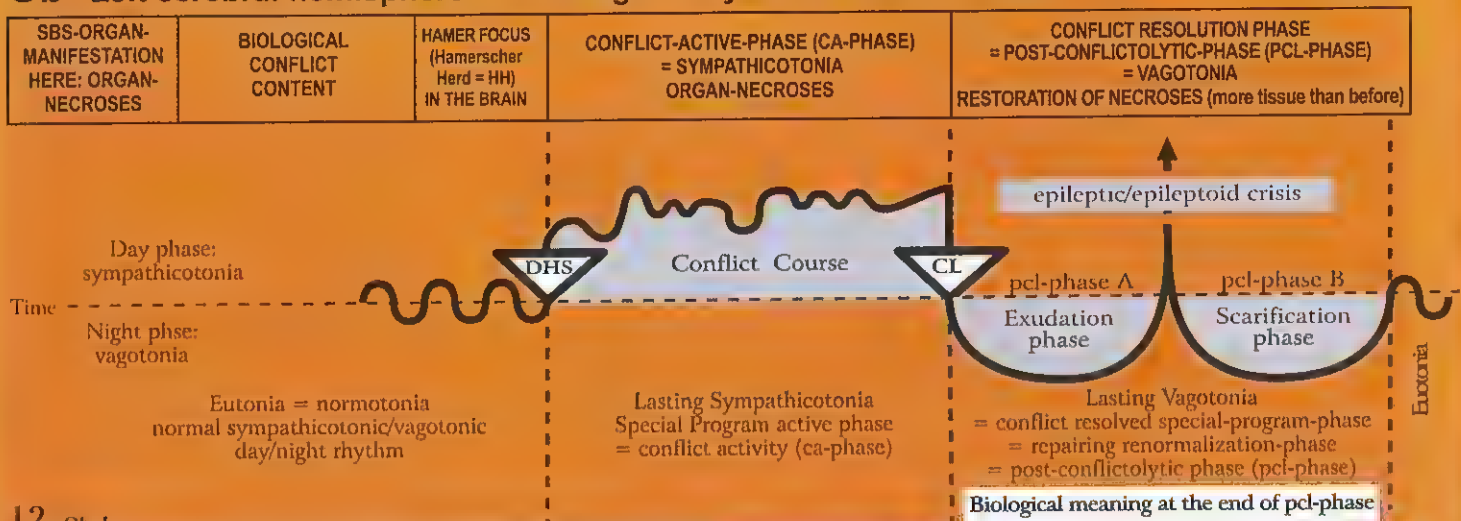 SBS-ORGAN-
MANIFESTATION
HERE: ORGAN-
NECROSES
BIOLOGICAL
CONFLICT
CONTENT
HAMER FOCUS
(Hamerscher
Herd = HH)
IN THE BRAIN
CONFLICT-ACTIVE-PHASE (CA-PHASE)
= SYMPATHICOTONIA
ORGAN-NECROSES
CONFLICT RESOLUTION PHASE
= POST-CONFLICTOLYTIC-PHASE (PCL-PHASE)
= VAGOTONIA
RESTORATION OF NECROSES (more tissue than before)
epileptic/epileptoid crisis
Day phase:
sympathicotonia
DHS
Conflict Course
CL
pcl-phase A
pcl-phase B
Time
Night phse:
vagotonia
Exudation
phase
Scarification
phase
Eutonia = normotonia
normal sympathicotonic/vagotonic
day/night rhythm
Lasting Sympathicotonia
Special Program active phase
= conflict activity (ca-phase)
Lasting Vagotonia
= conflict resolved special-program-phase
= repairing renormalization-phase
= post-conflictolytic phase (pcl-phase)
Biological meaning at the end of pcl-phase
12